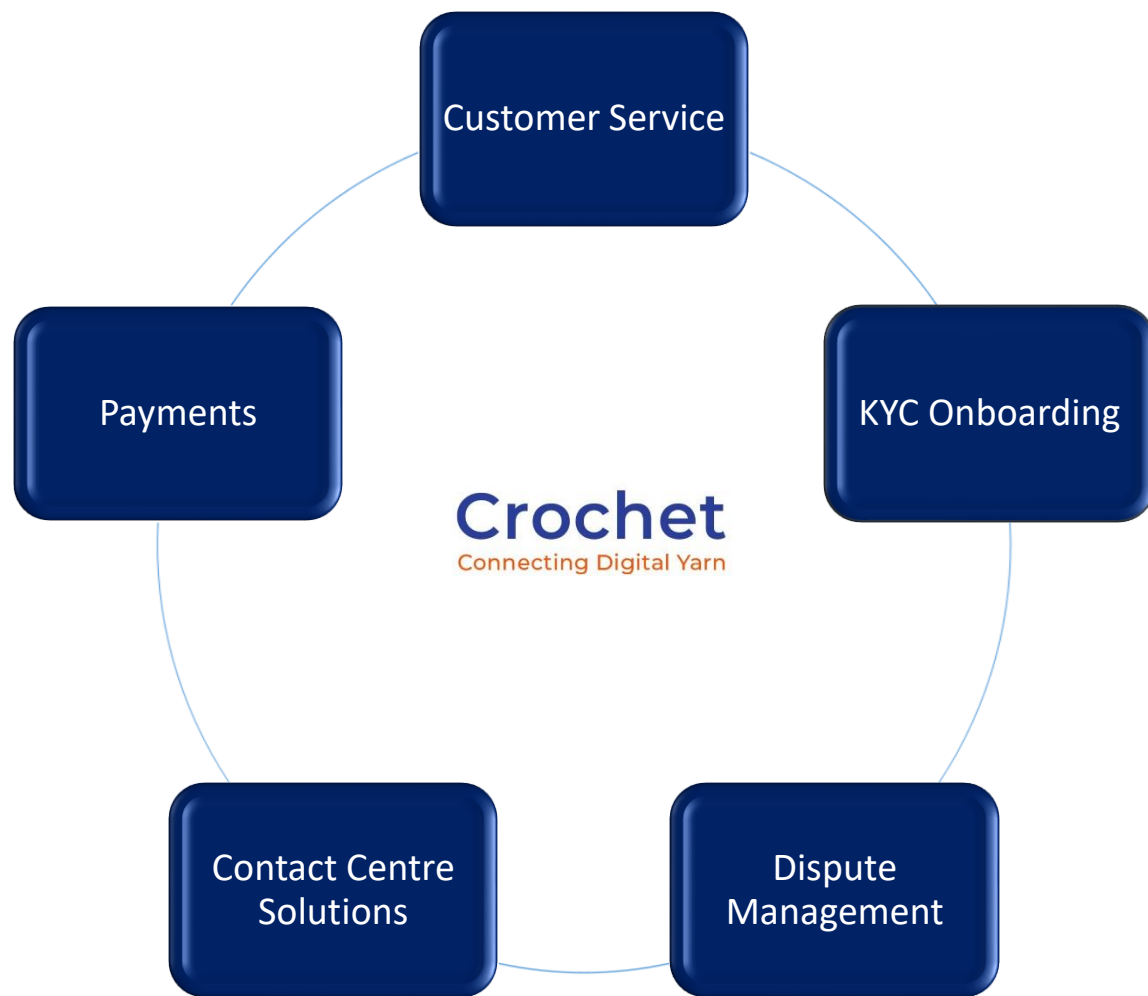 Customer Service
Payments
KYC Onboarding
Crochet
Connecting Digital Yarn
Contact Centre
Solutions
Dispute
Management